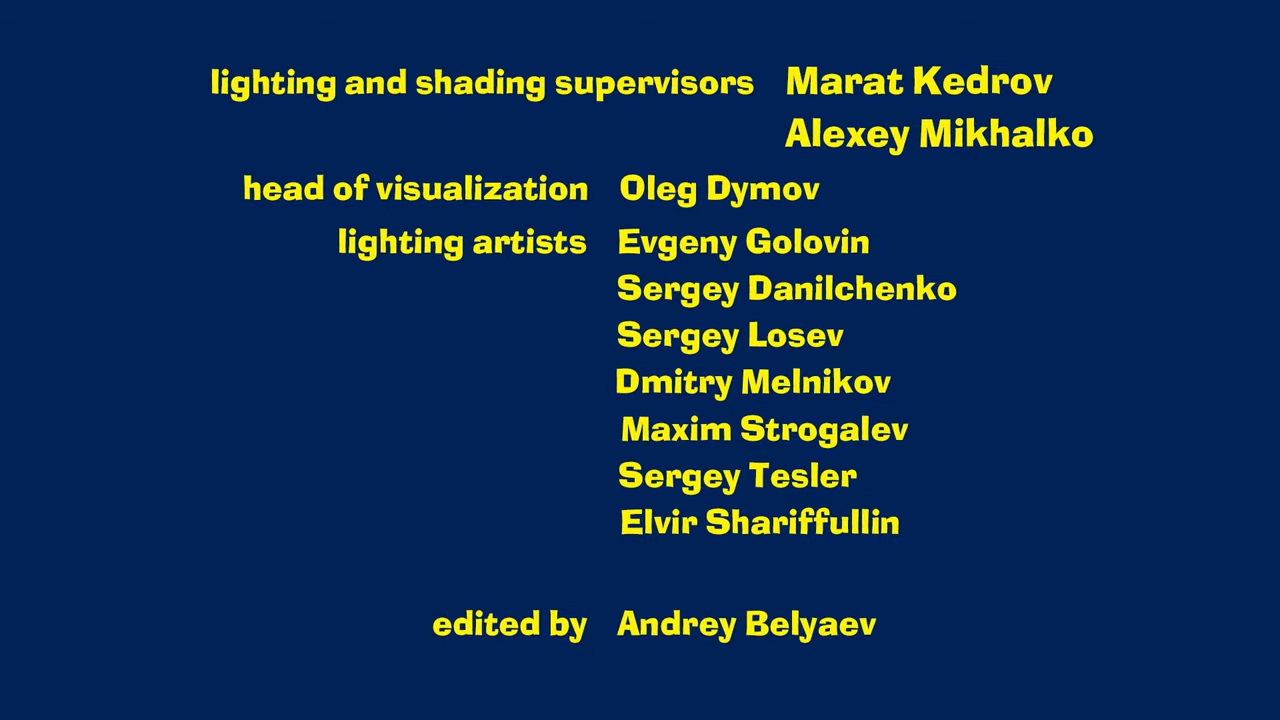 lighting and shading supervisors Marat Kedrov
Alexey Mikhalko
head of visualization Oleg Dymov
lighting artists Evgeny Golovin
Sergey Danilchenko
Sergey Losev
Dmitry Melnikov
Maxim Strogalev
Sergey Tesler
Elvir Shariffullin
edited by Andrey Belyaev